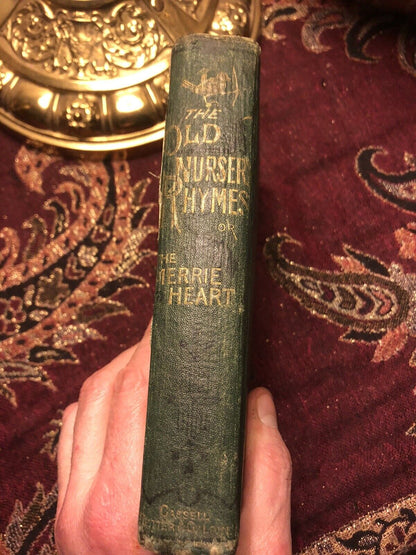 THE
OLD
NURSERY
RHYMES
OR
THE
MERRIE
HEART
CASSELL